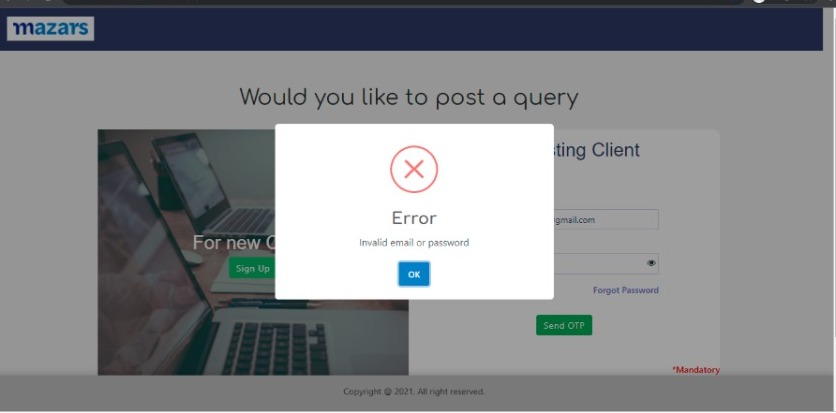 mazars
Would you like to post a query
sting Client
Error
Invalid email or password
OK
gmail.com
For new
Sign Up
Forgot Password
Send OTP
*Mandatory
Copyright @ 2021. All right reserved.